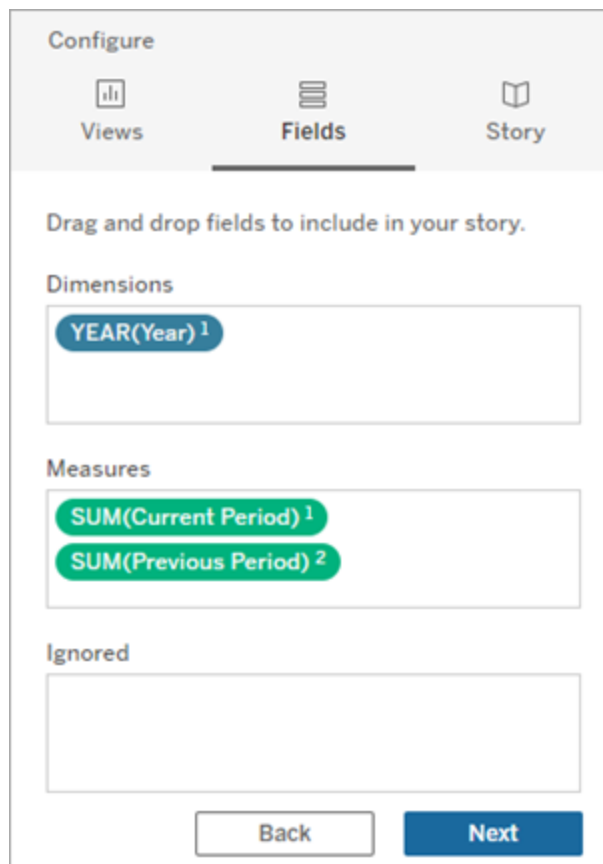 Configure
Views Fields Story
Drag and drop fields to include in your story.
Dimensions
YEAR(Year) 1
Measures
SUM(Current Period) 1
SUM(Previous Period) 2
Ignored
Back Next